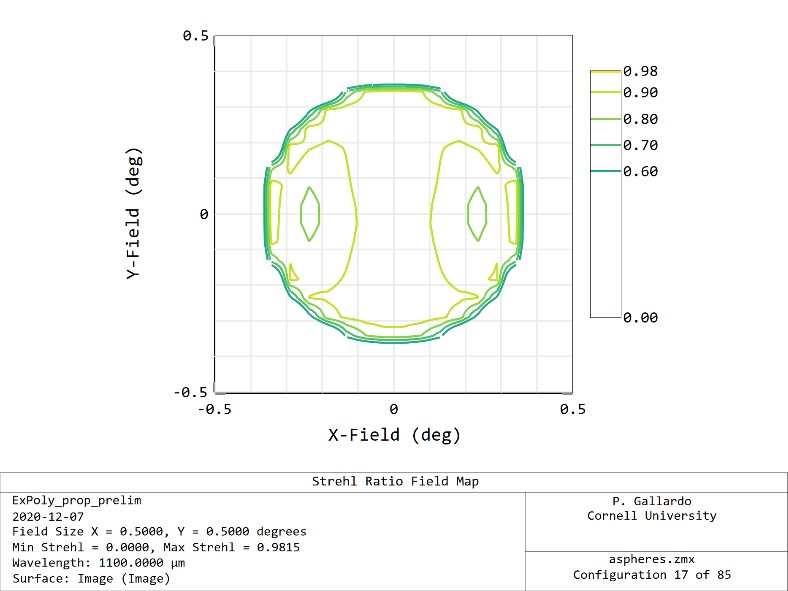 0.5
0
-0.5
Y-Field (deg)
-0.5
0
0.5
X-Field (deg)
0.98
0.90
0.80
0.70
0.60
0.00
Strehl Ratio Field Map
ExPoly_prop_prelim
2020-12-07
Field Size X = 0.5000, Y = 0.5000 degrees
Min Strehl = 0.0000, Max Strehl = 0.9815
Wavelength: 1100.0000 µm
Surface: Image (Image)
P. Gallardo
Cornell University
aspheres.zmx
Configuration 17 of 85